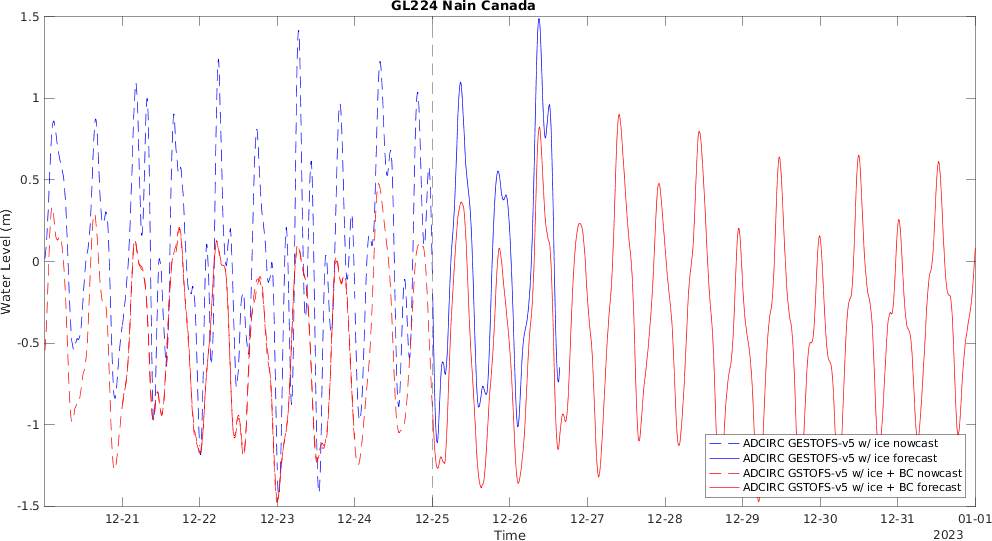 GL224 Nain Canada
1.5
1
0.5
0
-0.5
-1
-1.5
Water Level (m)
ADCIRC GESTOFS-v5 w/ ice nowcast
ADCIRC GESTOFS-v5 w/ ice forecast
ADCIRC GSTOFS-v5 w/ ice + BC nowcast
ADCIRC GSTOFS-v5 w/ ice + BC forecast
12-21 12-22 12-23 12-24 12-25 12-26 12-27 12-28 12-29 12-30 12-31 01-01
Time
2023